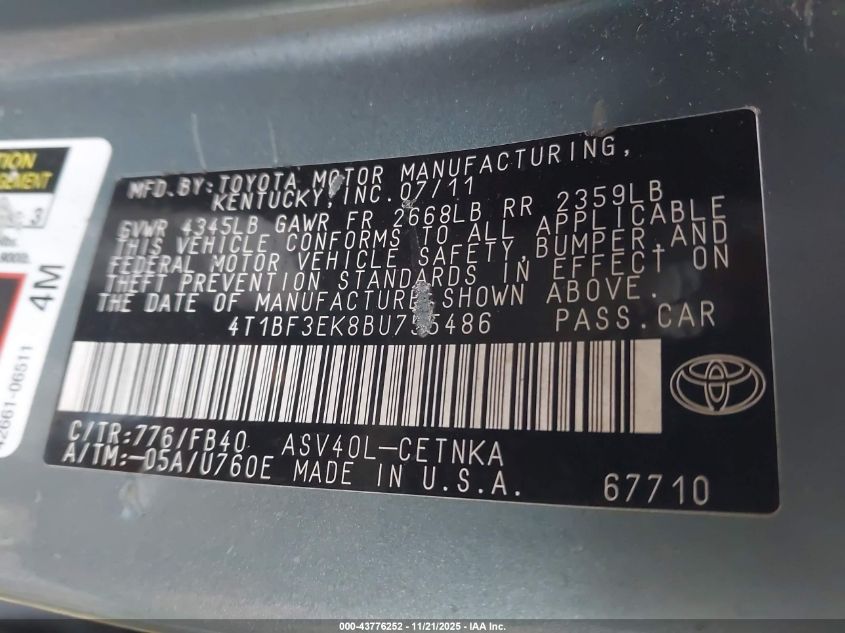 TION
3
4M
MFD.BY:TOYOTA MOTOR MANUFACTURING,
KENTUCKY,INC. 07/11
GVWR 4345LB GAWR FR 2668LB RR 2359LB
THIS VEHICLE CONFORMS TO ALL APPLICABLE
FEDERAL MOTOR VEHICLE SAFETY,BUMPER,AND
THEFT PREVENTION STANDARDS IN EFFECT ON
THE DATE OF MANUFACTURE SHOWN ABOVE.
PASS.CAR
C/TR:776/FB40 ASV40L-CETNKA
A/TM:-05A/U760E MADE IN U.S.A. 67710
000-43776252 — 11/21/2025 — IAA Inc.